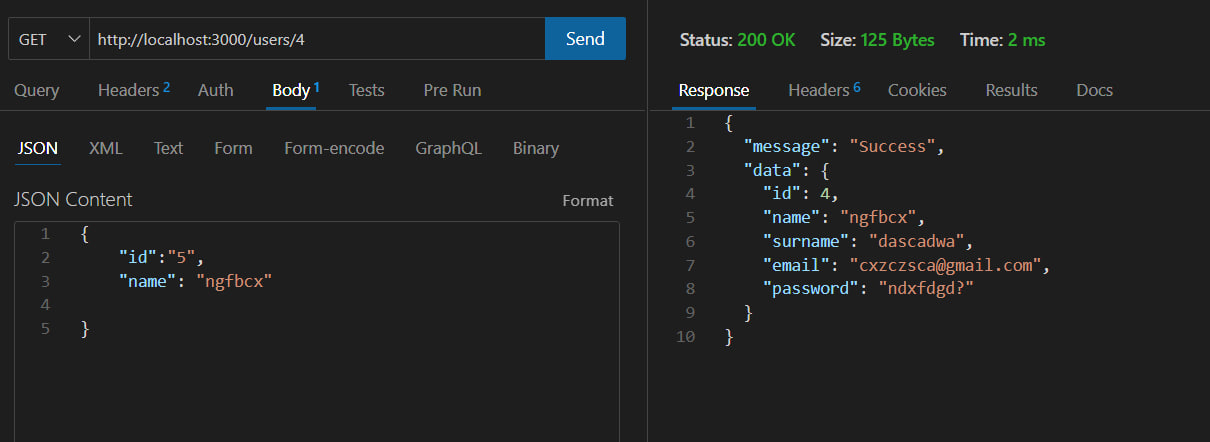 GET http://localhost:3000/users/4 Send
Query Headers 2 Auth Body 1 Tests Pre Run
JSON XML Text Form Form-encode GraphQL Binary
JSON Content Format
1 {
2 "id":"5",
3 "name": "ngfbcx"
4
5 }
Status: 200 OK Size: 125 Bytes Time: 2 ms
Response Headers 6 Cookies Results Docs
1 {
2 "message": "Success",
3 "data": {
4 "id": 4,
5 "name": "ngfbcx",
6 "surname": "dascadwa",
7 "email": "cxzczsca@gmail.com",
8 "password": "ndxfdgd?"
9 }
10 }